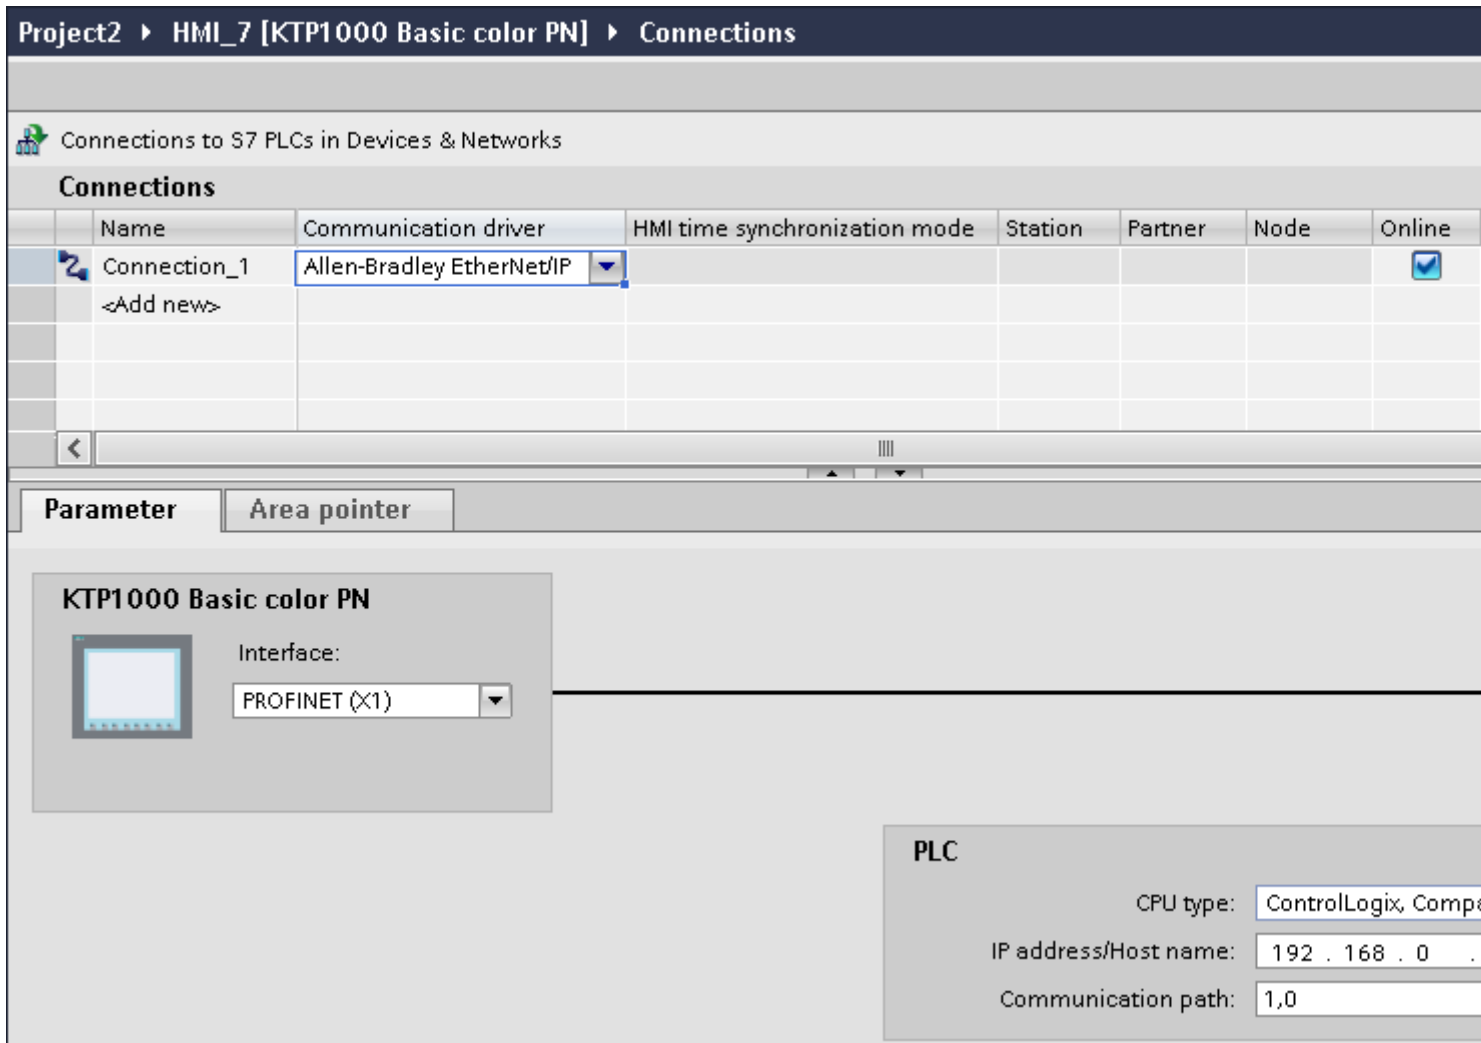 Project2 ▸ HMI_7 [KTP1000 Basic color PN] ▸ Connections
Connections to S7 PLCs in Devices & Networks
Connections
Name Communication driver HMI time synchronization mode Station Partner Node Online
Connection_1 Allen-Bradley EtherNet/IP
<Add new>
Parameter Area pointer
KTP1000 Basic color PN
Interface:
PROFINET (X1)
PLC
CPU type: ControlLogix,
IP address/Host name: 192 . 168 . 0 .
Communication path: 1,0